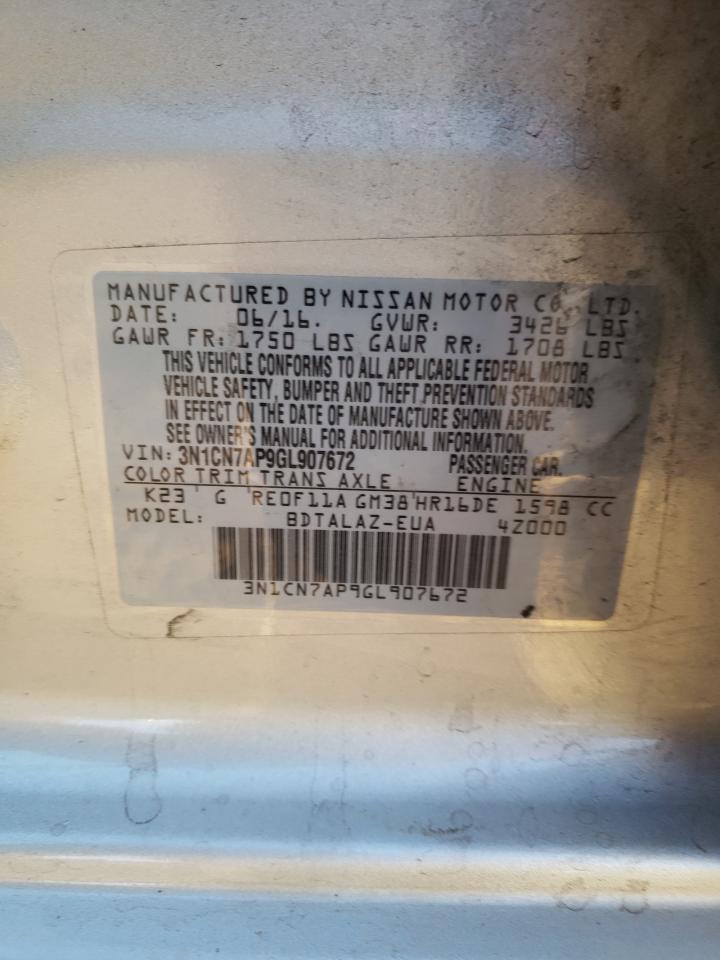 MANUFACTURED BY NISSAN MOTOR CO., LTD.
DATE: 06/16. GVWR: 3426 LBS
GAWR FR: 1750 LBS GAWR RR: 1708 LBS
THIS VEHICLE CONFORMS TO ALL APPLICABLE FEDERAL MOTOR
VEHICLE SAFETY, BUMPER AND THEFT PREVENTION STANDARDS
IN EFFECT ON THE DATE OF MANUFACTURE SHOWN ABOVE.
SEE OWNER'S MANUAL FOR ADDITIONAL INFORMATION.
VIN: 3N1CN7AP9GL907672 PASSENGER CAR.
COLOR TRIM TRANS AXLE ENGINE
K23 G RE0F11A GM38 HR16DE 1598 CC
MODEL: BDTALAZ-EUA 4Z000
3N1CN7AP9GL907672